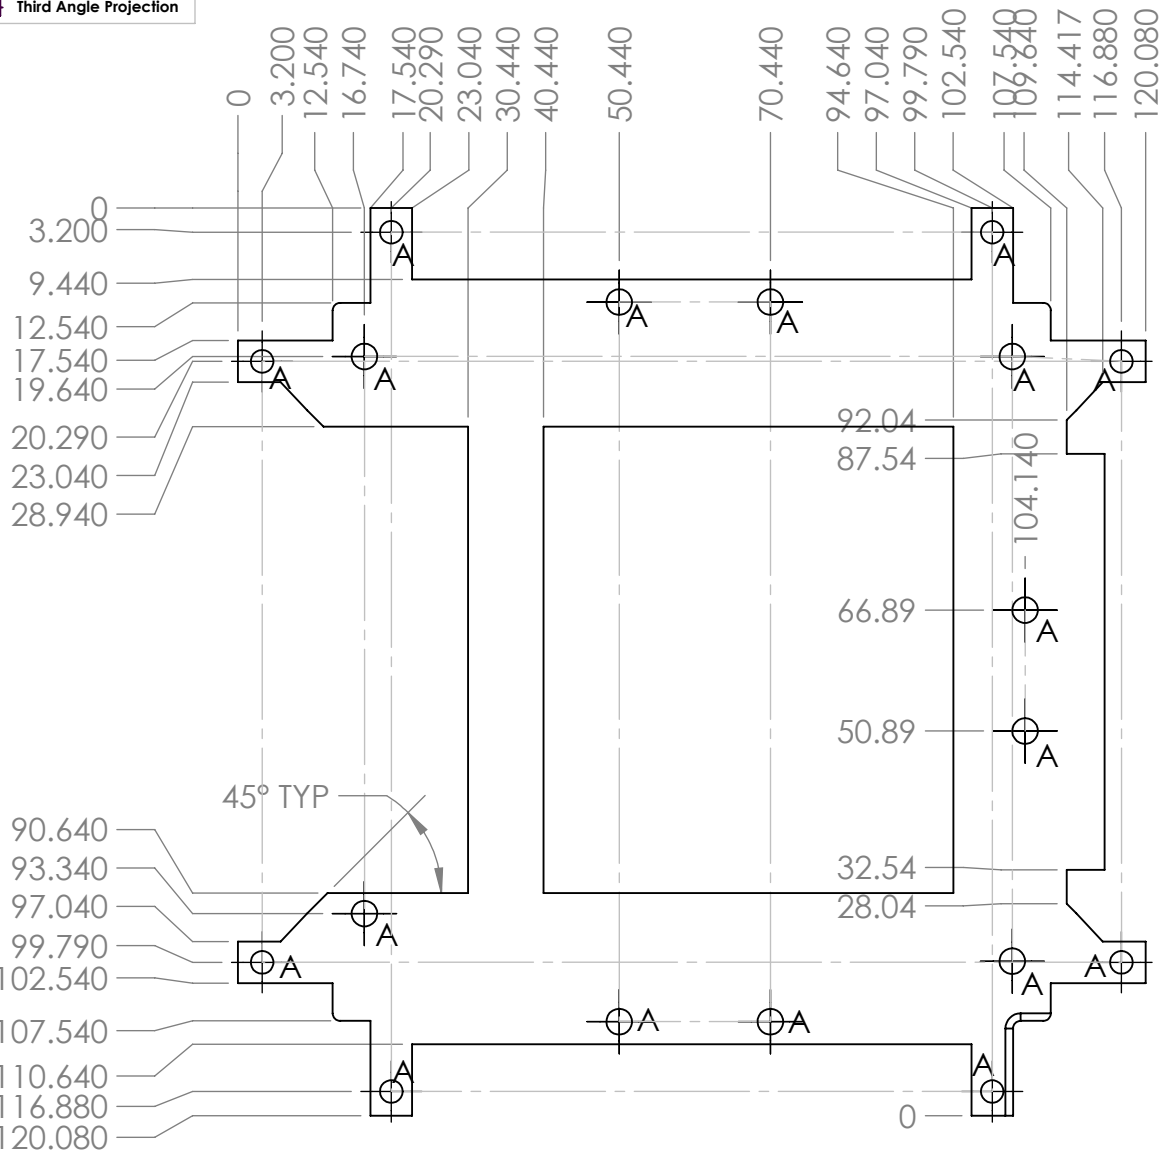 Third Angle Projection
0
3.200
12.540
16.740
17.540
20.290
23.040
30.440
40.440
50.440
70.440
94.640
97.040
99.790
102.540
107.540
109.640
114.417
116.880
120.080
0
3.200
9.440
12.540
17.540
19.640
20.290
23.040
28.940
A
A
A
A
A
A
A
A
92.04
87.54
104.140
66.89
A
50.89
A
45° TYP
90.640
93.340
97.040
99.790
102.540
107.540
110.640
116.880
120.080
32.54
28.04
A
A
A
A
A
A
A
A
0